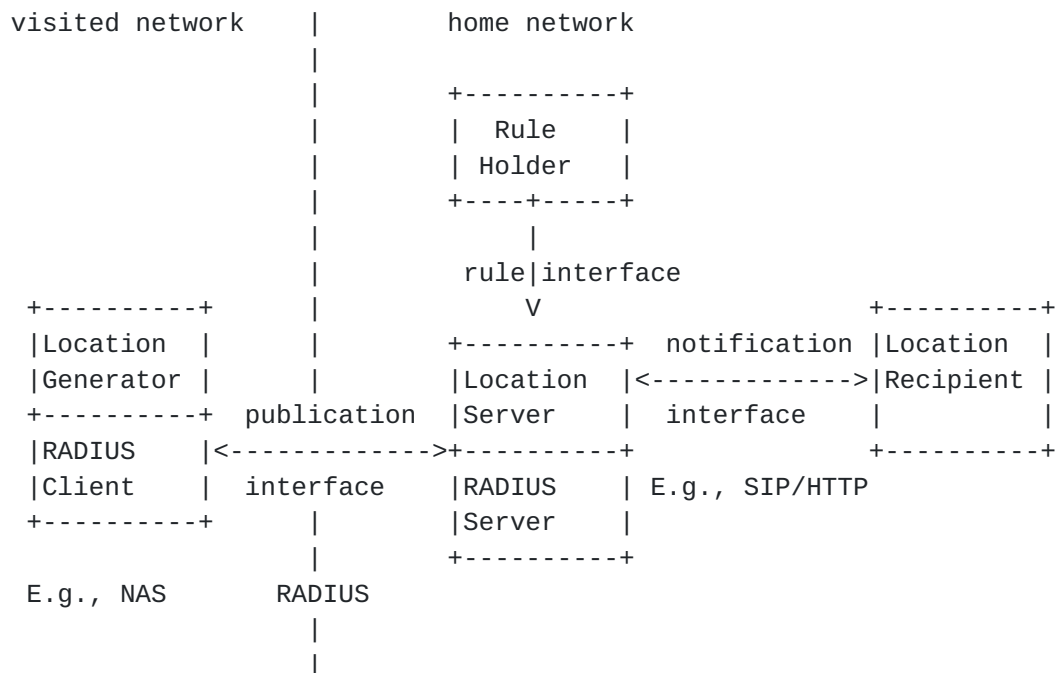 visited network | home network
|
| +----------+
| | Rule |
| | Holder |
| +----+-----+
| |
| rule|interface
+----------+ | V +----------+
|Location | | +----------+ notification |Location |
|Generator | | |Location |<------------->|Recipient |
+----------+ publication |Server | interface | |
|RADIUS |<------------->+----------+ +----------+
|Client | interface |RADIUS | E.g., SIP/HTTP
+----------+ | |Server |
| +----------+
E.g., NAS RADIUS
|
|